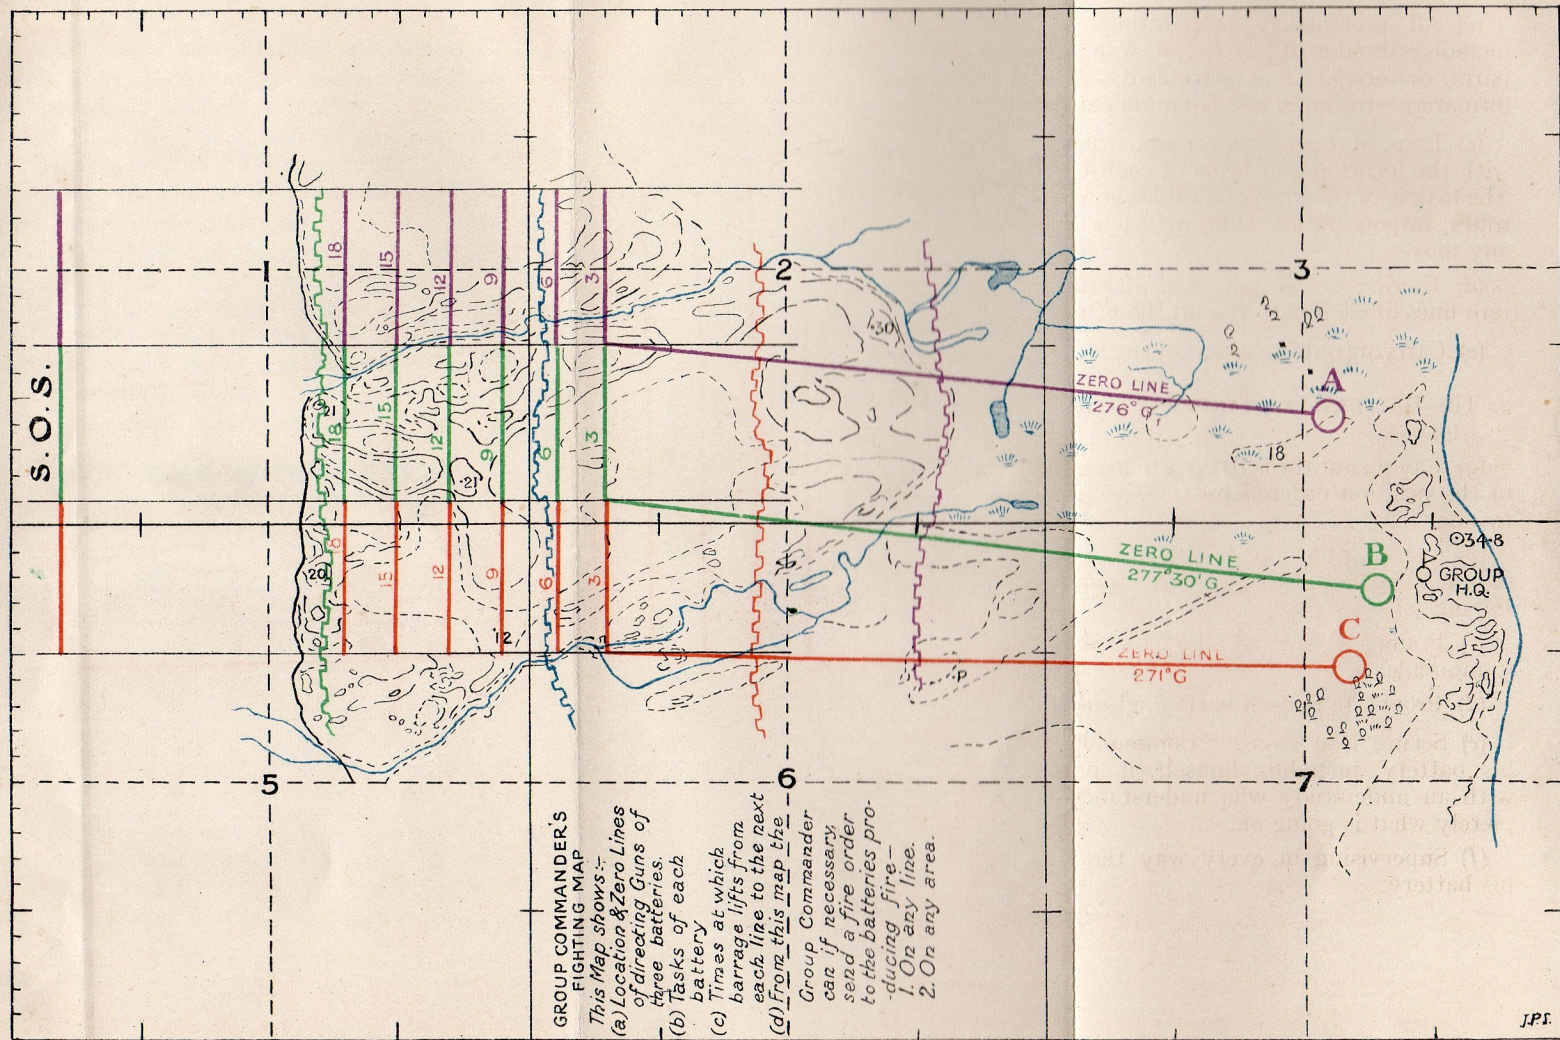 1
2
3
S. O. S.
18
15
12
9
6
3
18
15
12
9
6
3
18
15
12
9
6
3
·30
21
·21
20
·12
ZERO LINE
276° G
A
·18
ZERO LINE
277°30' G
B
⊙34·8
GROUP
H.Q.
ZERO LINE
271° G
C
·P
5
6
7
GROUP COMMANDER'S
FIGHTING MAP
This Map shows:-
(a) Location & Zero Lines
of directing Guns of
three batteries.
(b) Tasks of each
battery
(c) Times at which
barrage lifts from
each line to the next
(d) From this map the
Group Commander
can if necessary,
send a fire order
to the batteries pro-
-ducing fire—
1. On any line.
2. On any area.
J.P.S.